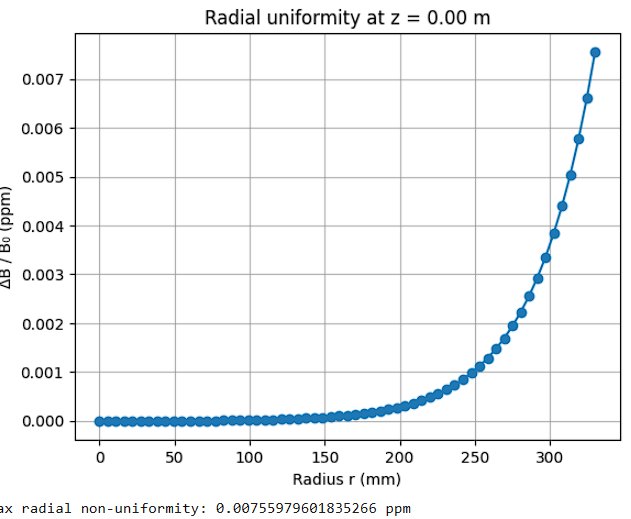 Radial uniformity at z = 0.00 m
ΔB / B₀ (ppm)
0.007
0.006
0.005
0.004
0.003
0.002
0.001
0.000
0 50 100 150 200 250 300
Radius r (mm)
ax radial non-uniformity: 0.00755979601835266 ppm